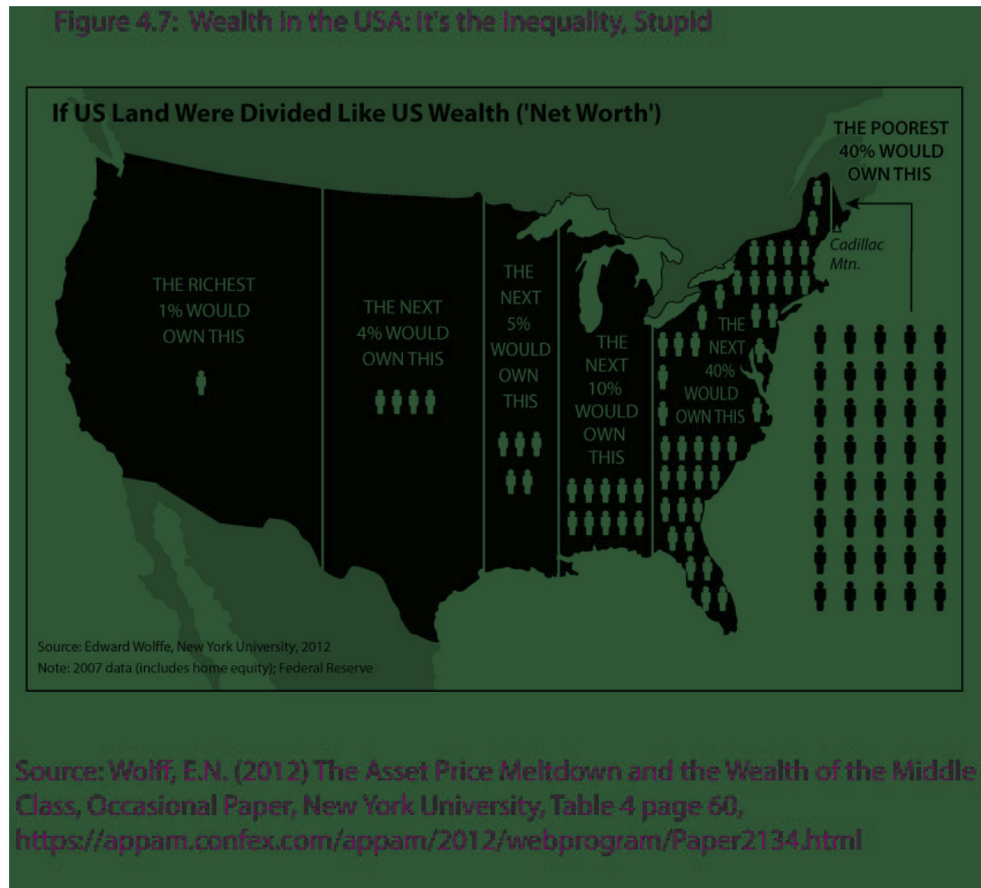 Figure 4.7: Wealth in the USA: It's the Inequality, Stupid
If US Land Were Divided Like US Wealth ('Net Worth')
THE POOREST
40% WOULD
OWN THIS
Cadillac
Mtn.
THE RICHEST
1% WOULD
OWN THIS
THE NEXT
4% WOULD
OWN THIS
THE
NEXT
5%
WOULD
OWN
THIS
THE
NEXT
10%
WOULD
OWN
THIS
THE
NEXT
40%
WOULD
OWN THIS
Source: Edward Wolffe, New York University, 2012
Note: 2007 data (includes home equity); Federal Reserve
Source: Wolff, E.N. (2012) The Asset Price Meltdown and the Wealth of the Middle
Class, Occasional Paper, New York University, Table 4 page 60,
https://appam.confex.com/appam/2012/webprogram/Paper2134.html